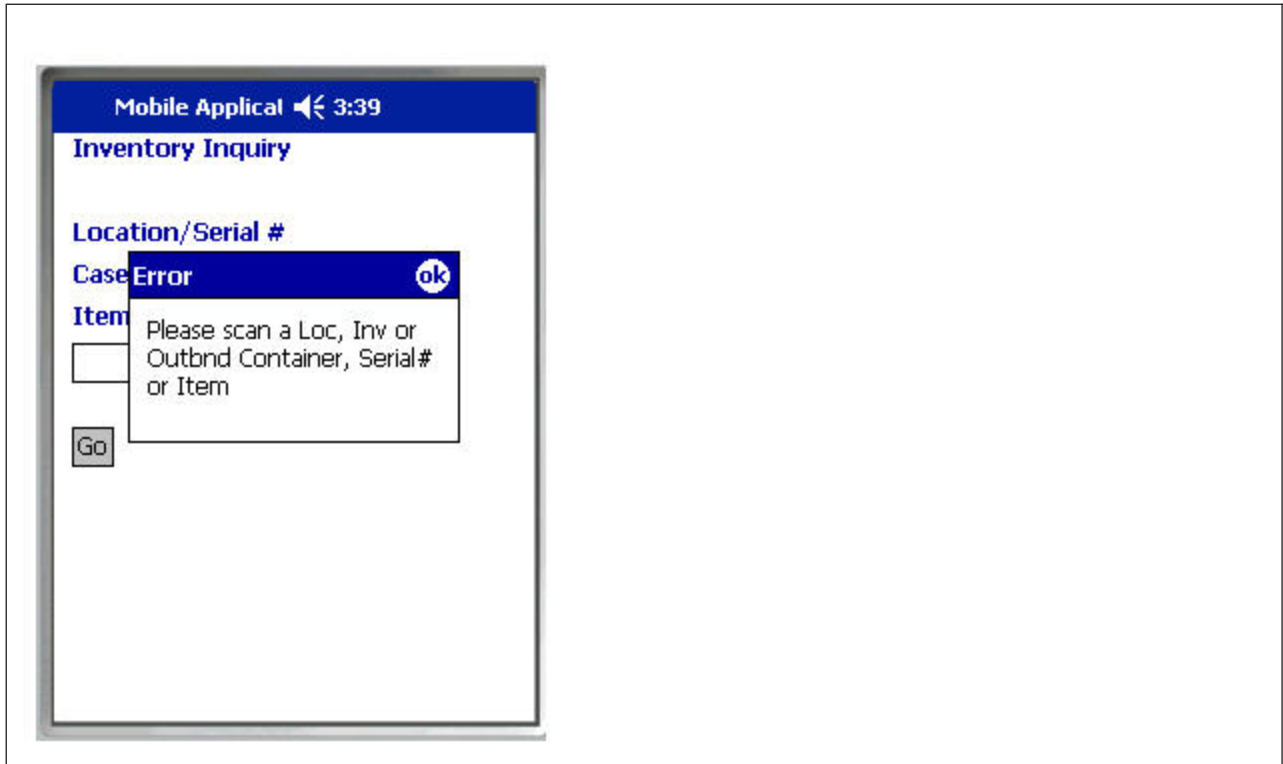 Mobile Applicat 3:39
Inventory Inquiry
Location/Serial #
Case
Error ok
Item
Please scan a Loc, Inv or
Outbnd Container, Serial#
or Item
Go